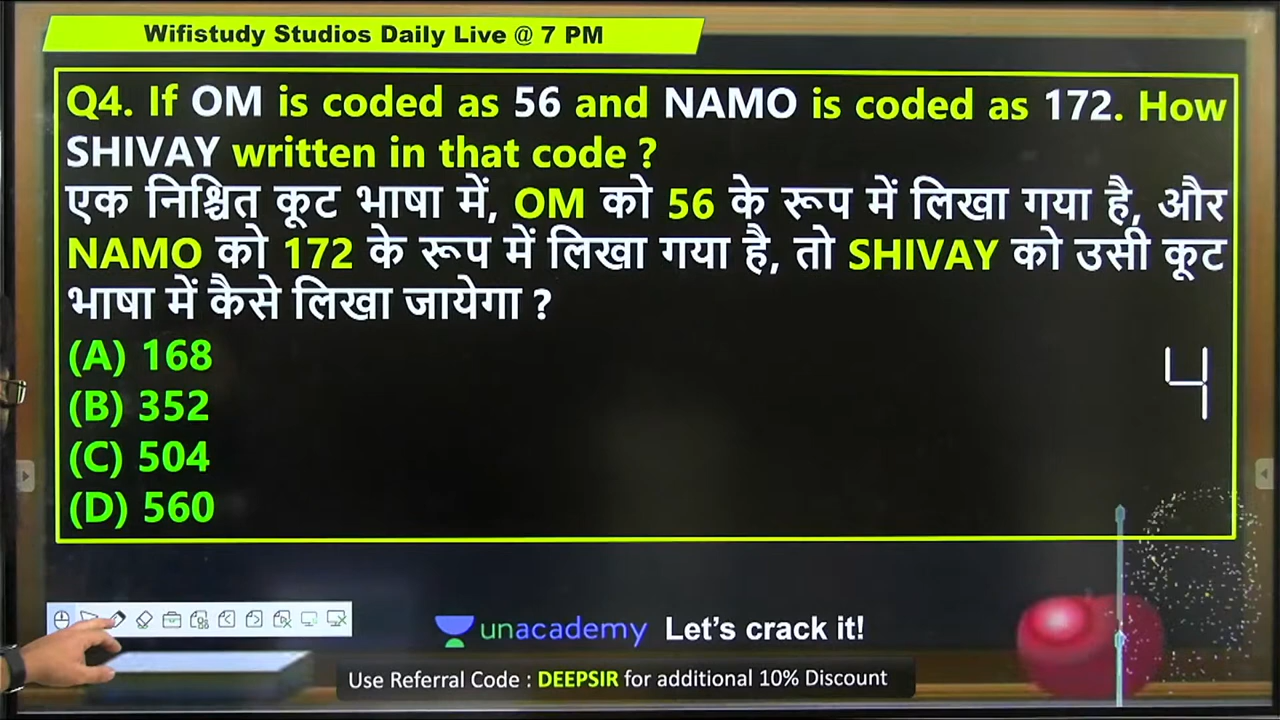 Wifistudy Studios Daily Live @ 7 PM
Q4. If OM is coded as 56 and NAMO is coded as 172. How
SHIVAY written in that code ?
एक निश्चित कूट भाषा में, OM को 56 के रूप में लिखा गया है, और
NAMO को 172 के रूप में लिखा गया है, तो SHIVAY को उसी कूट
भाषा में कैसे लिखा जायेगा ?
(A) 168
4
(B) 352
(C) 504
(D) 560
unacademy Let's crack it!
Use Referral Code : DEEPSIR for additional 10% Discount